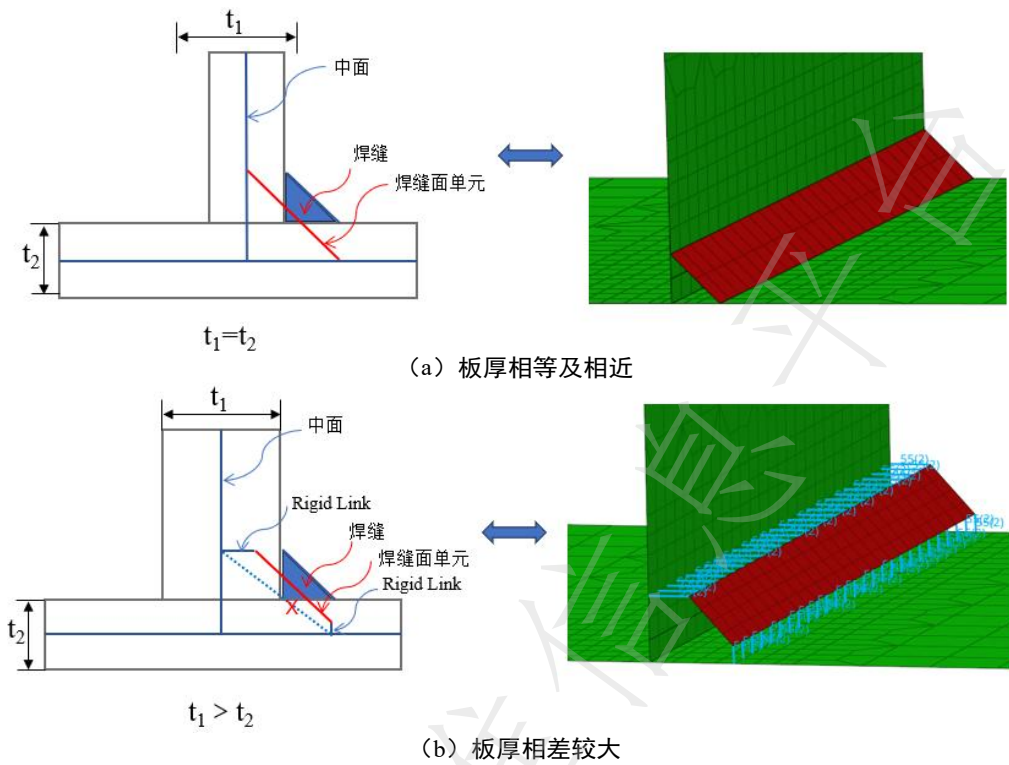 t₁
中面
焊缝
焊缝面单元
t₂
t₁=t₂
（a）板厚相等及相近
t₁
中面
Rigid Link
焊缝
焊缝面单元
Rigid Link
t₂
t₁ > t₂
55(2)
（b）板厚相差较大